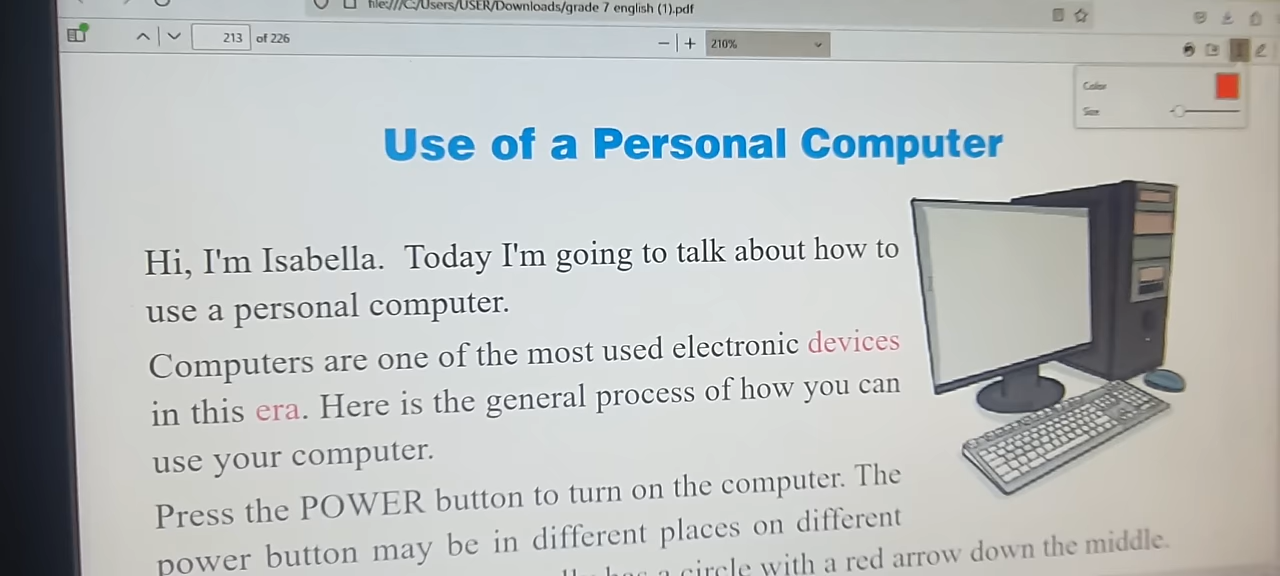 file:///C:/Users/USER/Downloads/grade 7 english (1).pdf
213 of 226
210%
Color
Size
Use of a Personal Computer
Hi, I'm Isabella. Today I'm going to talk about how to
use a personal computer.
Computers are one of the most used electronic devices
in this era. Here is the general process of how you can
use your computer.
Press the POWER button to turn on the computer. The
power button may be in different places on different
has a circle with a red arrow down the middle.